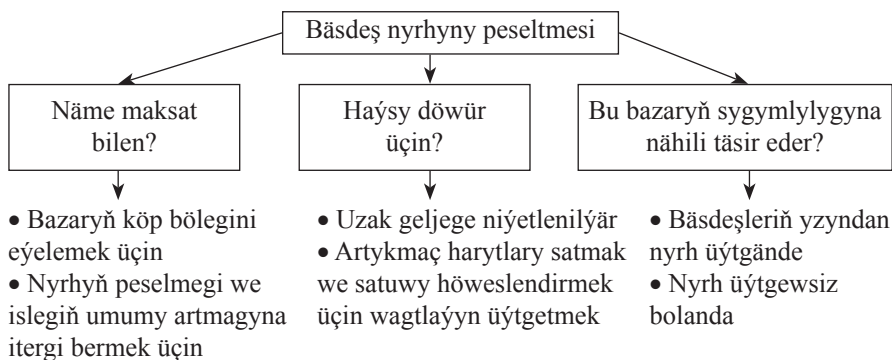 Bäsdeş nyrhyny peseltmesi
Näme maksat
bilen?
Haýsy döwür
üçin?
Bu bazaryň sygymlylygyna
nähili täsir eder?
• Bazaryň köp bölegini
eýelemek üçin
• Nyrhyň peselmegi we
islegiň umumy artmagyna
itergi bermek üçin
• Uzak geljege niýetlenilýär
• Artykmaç harytlary satmak
we satuwy höweslendirmek
üçin wagtlaýyn üýtgetmek
• Bäsdeşleriň yzyndan
nyrh üýtgände
• Nyrh üýtgewsiz
bolanda